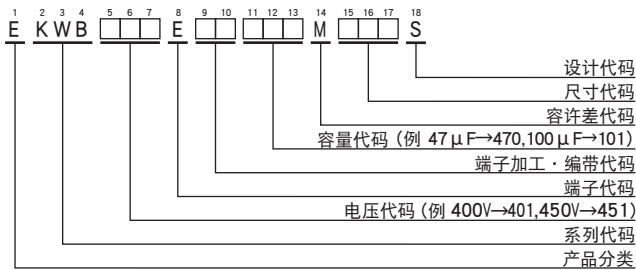 1 2 3 4 5 6 7 8 9 10 11 12 13 14 15 16 17 18
E KWB □□□ E □□ □□□ M □□□ S
设计代码
尺寸代码
容许差代码
容量代码 (例 47μF→470,100μF→101)
端子加工・编带代码
端子代码
电压代码 (例 400V→401,450V→451)
系列代码
产品分类